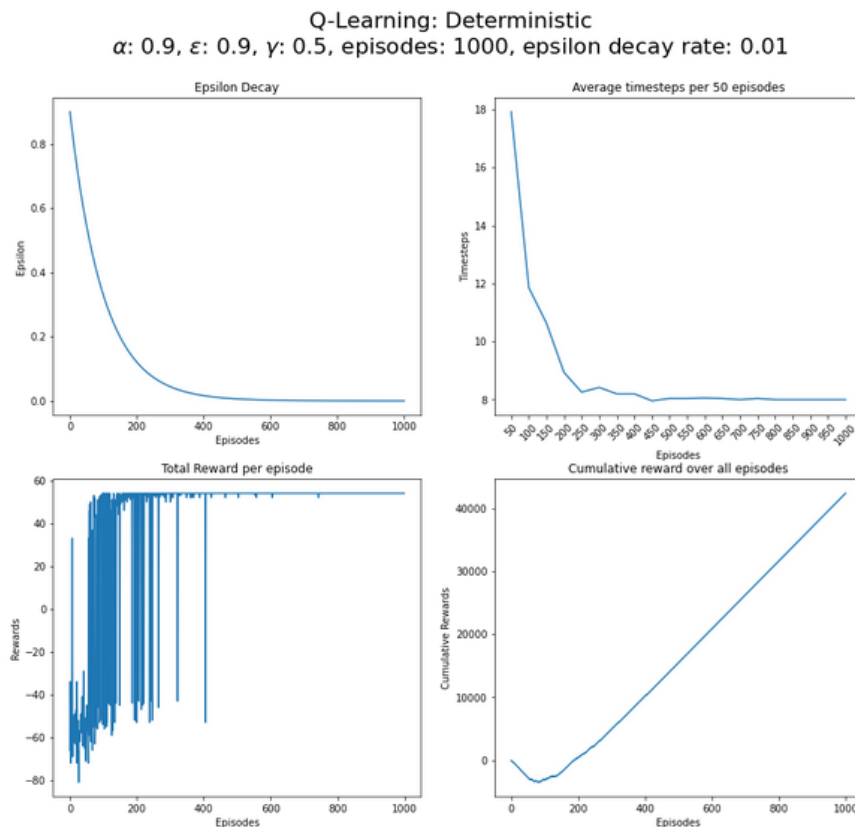 Q-Learning: Deterministic
α: 0.9, ε: 0.9, γ: 0.5, episodes: 1000, epsilon decay rate: 0.01
Epsilon Decay
0.8
0.6
0.4
0.2
0.0
Epsilon
0 200 400 600 800 1000
Episodes
Average timesteps per 50 episodes
18
16
14
12
10
8
Timesteps
50 100 150 200 250 300 350 400 450 500 550 600 650 700 750 800 850 900 950 1000
Episodes
Total Reward per episode
60
40
20
0
−20
−40
−60
−80
Rewards
0 200 400 600 800 1000
Episodes
Cumulative reward over all episodes
40000
30000
20000
10000
0
Cumulative Rewards
0 200 400 600 800 1000
Episodes